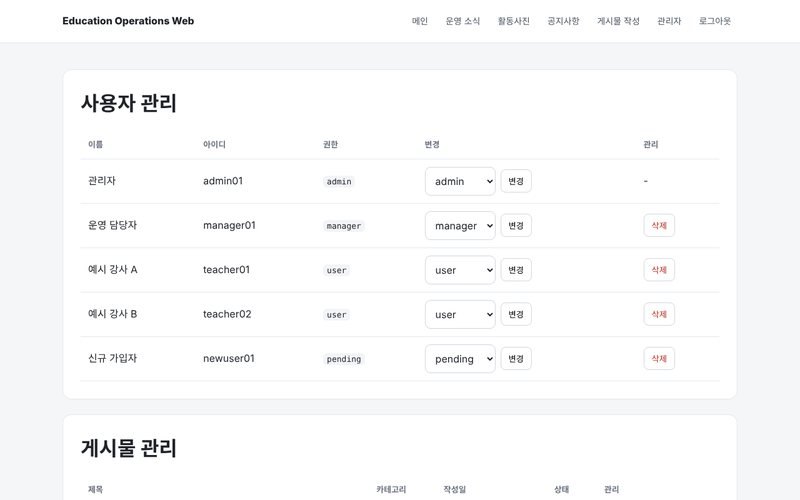 Education Operations Web 메인 운영 소식 활동사진 공지사항 게시물 작성 관리자 로그아웃
사용자 관리
이름 아이디 권한 변경 관리
관리자 admin01 admin admin 변경 -
운영 담당자 manager01 manager manager 변경 삭제
예시 강사 A teacher01 user user 변경 삭제
예시 강사 B teacher02 user user 변경 삭제
신규 가입자 newuser01 pending pending 변경 삭제
게시물 관리
제목 카테고리 작성일 상태 관리